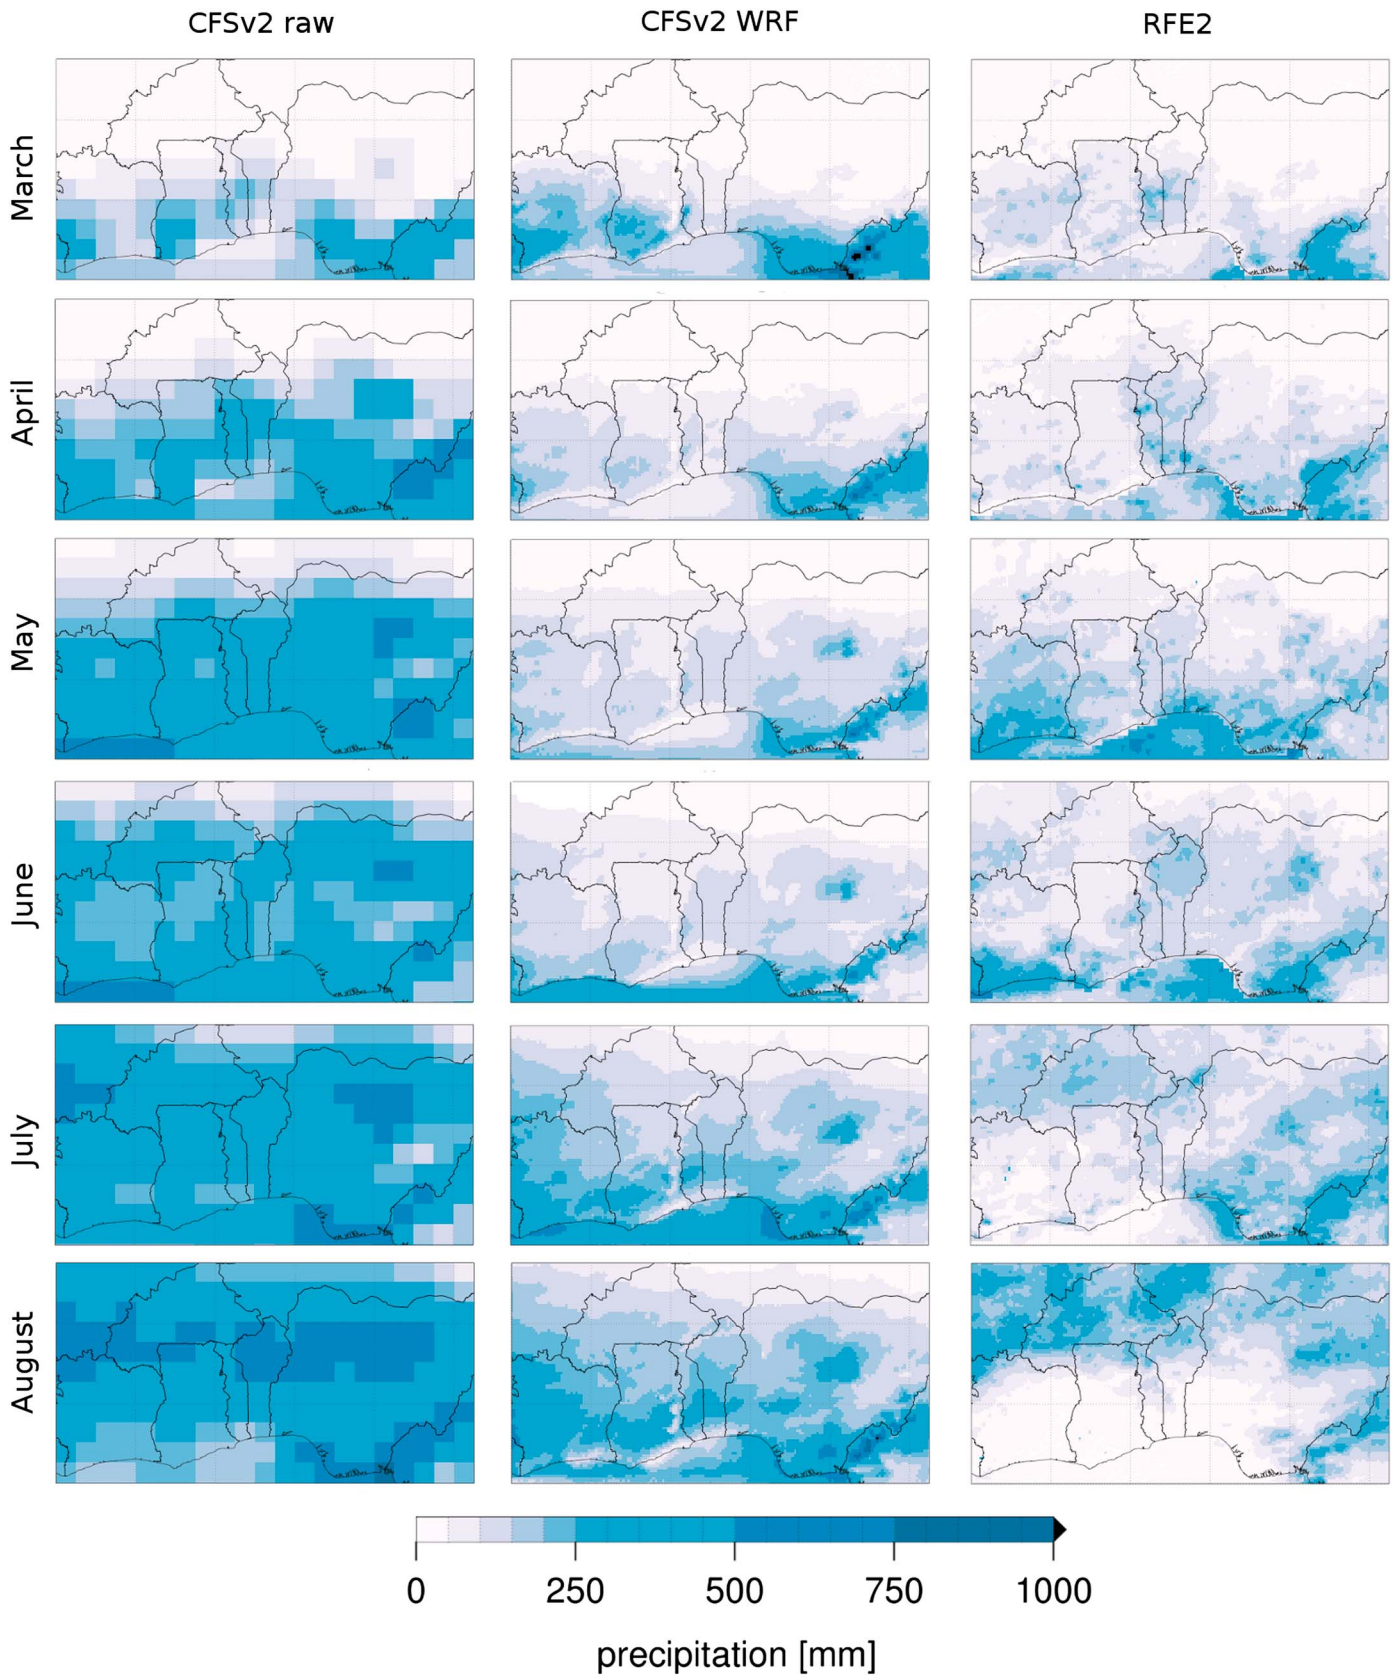 CFSv2 raw CFSv2 WRF RFE2
March
April
May
June
July
August
0 250 500 750 1000
precipitation [mm]